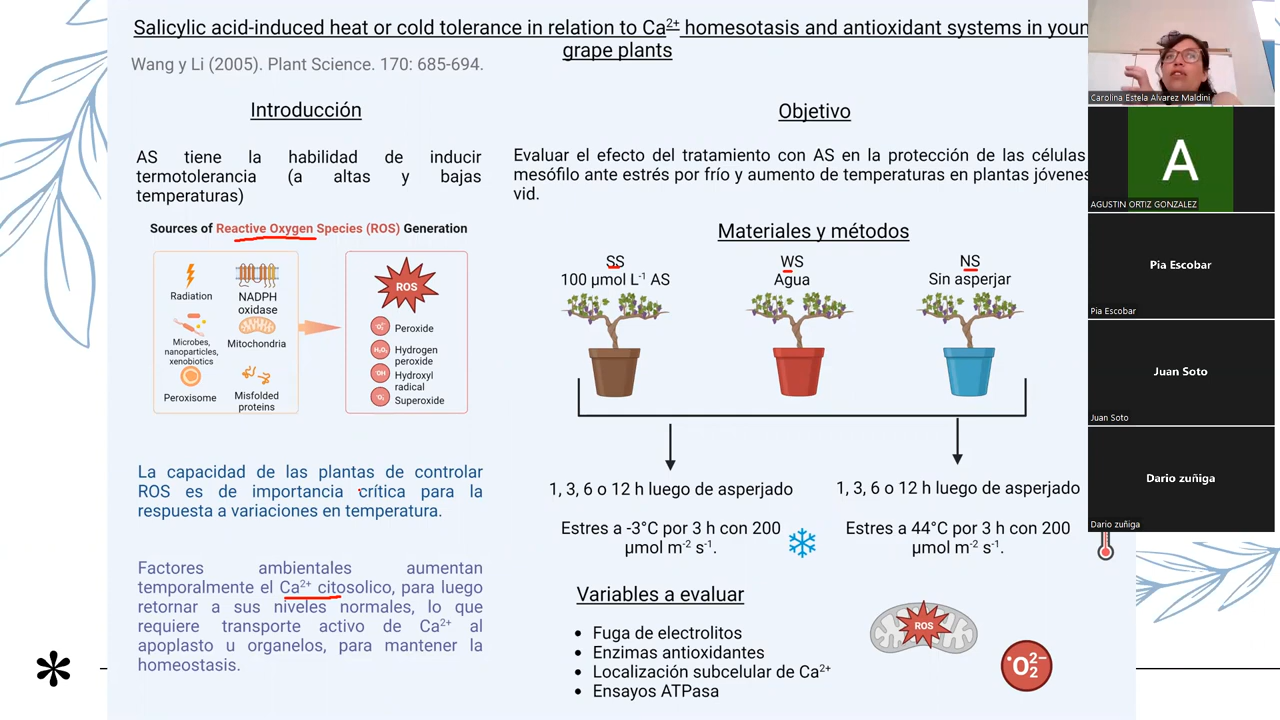 Salicylic acid-induced heat or cold tolerance in relation to Ca²⁺ homesotasis and antioxidant systems in youn
grape plants
Wang y Li (2005). Plant Science. 170: 685-694.
Introducción
AS tiene la habilidad de inducir
termotolerancia (a altas y bajas
temperaturas)
Sources of Reactive Oxygen Species (ROS) Generation
Radiation
NADPH
oxidase
Microbes,
nanoparticles,
xenobiotics
Mitochondria
Peroxisome
Misfolded
proteins
ROS
Peroxide
H₂O₂ Hydrogen
peroxide
·OH Hydroxyl
radical
Superoxide
La capacidad de las plantas de controlar
ROS es de importancia crítica para la
respuesta a variaciones en temperatura.
Factores ambientales aumentan
temporalmente el Ca²⁺ citosolico, para luego
retornar a sus niveles normales, lo que
requiere transporte activo de Ca²⁺ al
apoplasto u organelos, para mantener la
homeostasis.
Objetivo
Evaluar el efecto del tratamiento con AS en la protección de las células
mesófilo ante estrés por frío y aumento de temperaturas en plantas jóvenes
vid.
Materiales y métodos
SS
100 µmol L⁻¹ AS
WS
Agua
NS
Sin asperjar
1, 3, 6 o 12 h luego de asperjado
Estres a -3°C por 3 h con 200
µmol m⁻² s⁻¹.
1, 3, 6 o 12 h luego de asperjado
Estres a 44°C por 3 h con 200
µmol m⁻² s⁻¹.
Variables a evaluar
• Fuga de electrolitos
• Enzimas antioxidantes
• Localización subcelular de Ca²⁺
• Ensayos ATPasa
ROS
·O₂²⁻
Carolina Estela Alvarez Maldini
A
AGUSTIN ORTIZ GONZALEZ
Pia Escobar
Pia Escobar
Juan Soto
Juan Soto
Dario zuñiga
Dario zuñiga